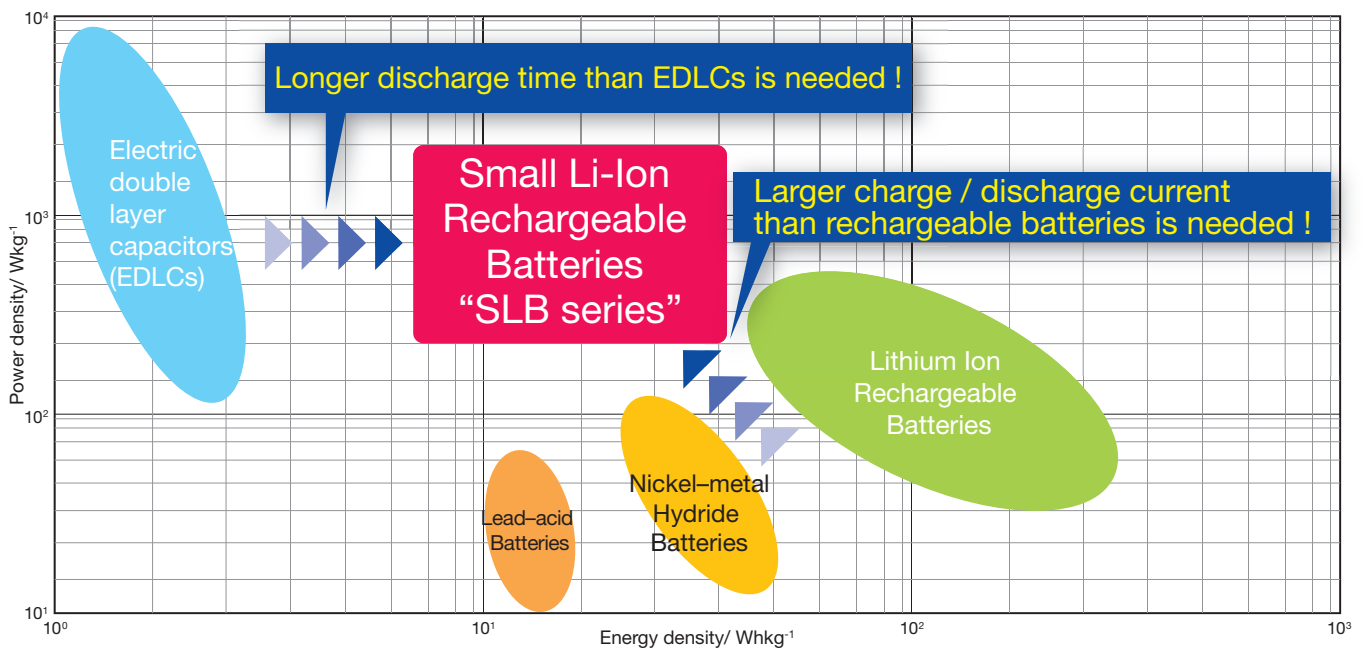 10⁴
Longer discharge time than EDLCs is needed !
Electric
double
layer
capacitors
(EDLCs)
Small Li-Ion
Rechargeable
Batteries
“SLB series”
Larger charge / discharge current
than rechargeable batteries is needed !
10³
Power density/ Wkg⁻¹
Lithium Ion
Rechargeable
Batteries
10²
Nickel–metal
Hydride
Batteries
Lead–acid
Batteries
10¹
10⁰
10¹
10²
10³
Energy density/ Whkg⁻¹